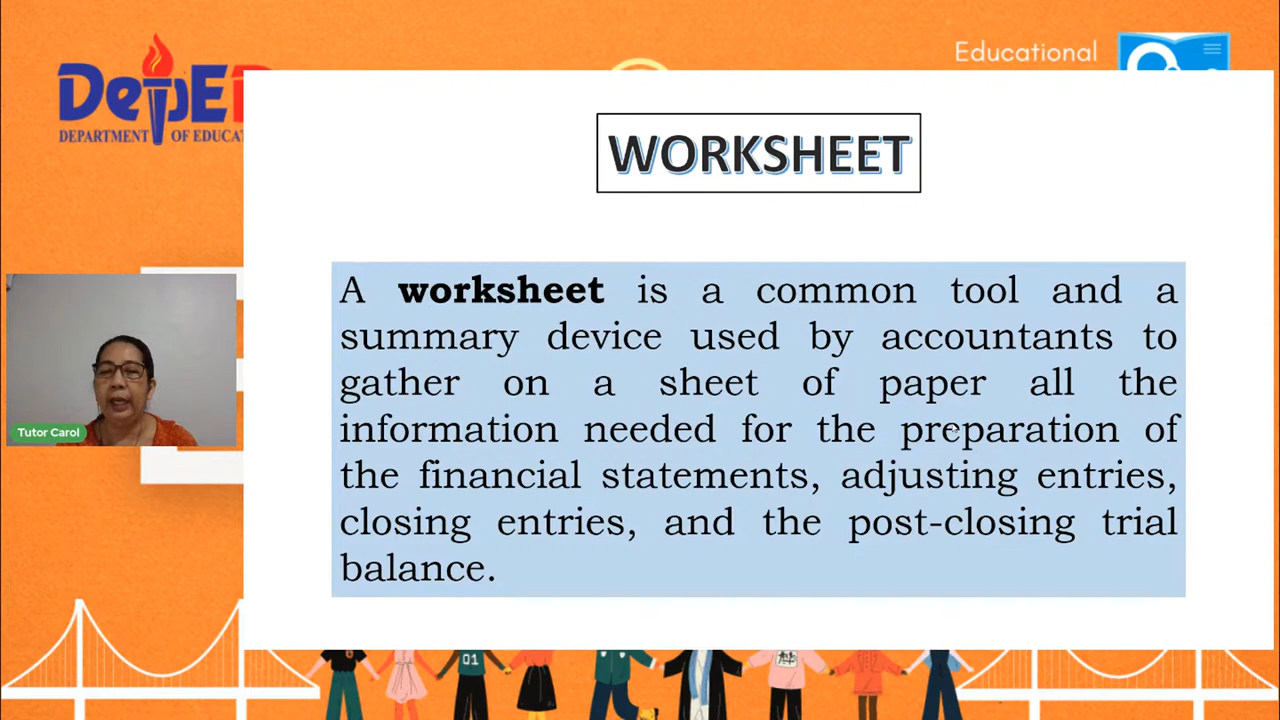 DepE
DEPARTMENT OF EDUCAT
Educational
WORKSHEET
A worksheet is a common tool and a
summary device used by accountants to
gather on a sheet of paper all the
information needed for the preparation of
the financial statements, adjusting entries,
closing entries, and the post-closing trial
balance.
Tutor Carol
01